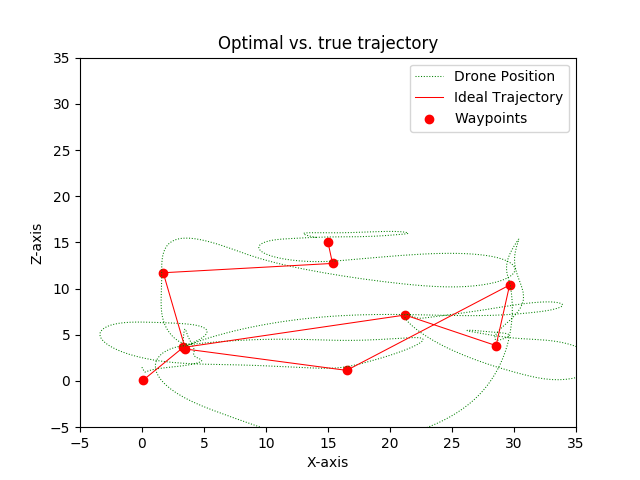 Optimal vs. true trajectory
Drone Position
Ideal Trajectory
Waypoints
Z-axis
35
30
25
20
15
10
5
0
−5
−5 0 5 10 15 20 25 30 35
X-axis